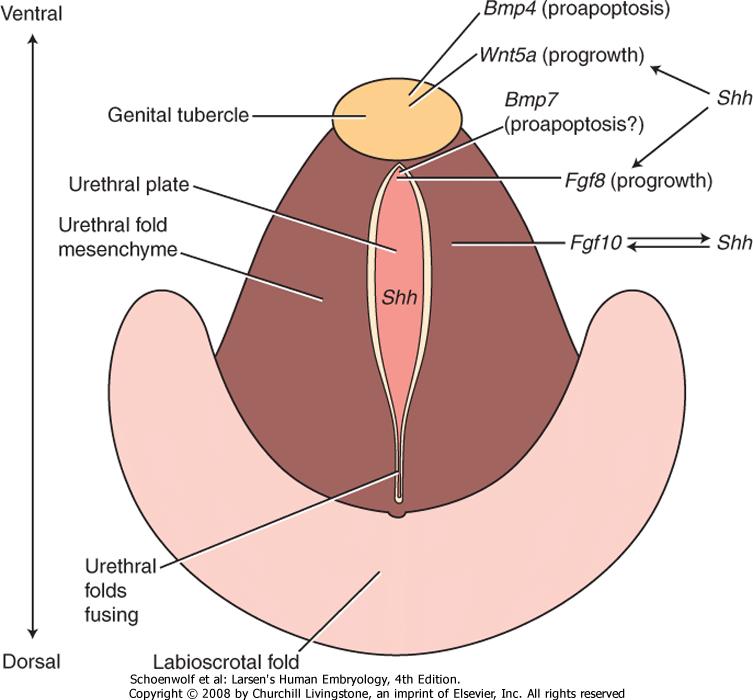 Ventral
Bmp4 (proapoptosis)
Wnt5a (progrowth)
Shh
Bmp7
(proapoptosis?)
Genital tubercle
Urethral plate
Fgf8 (progrowth)
Urethral fold
mesenchyme
Fgf10
Shh
Shh
Urethral
folds
fusing
Dorsal
Labioscrotal fold
Schoenwolf et al: Larsen's Human Embryology, 4th Edition.
Copyright © 2008 by Churchill Livingstone, an imprint of Elsevier, Inc. All rights reserved